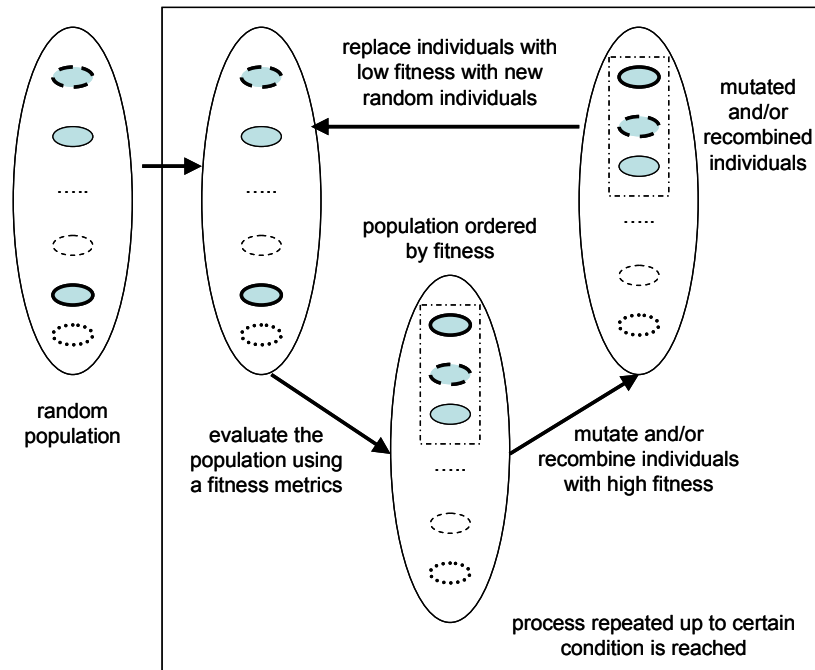 replace individuals with
low fitness with new
random individuals
mutated
and/or
recombined
individuals
population ordered
by fitness
random
population
evaluate the
population using
a fitness metrics
mutate and/or
recombine individuals
with high fitness
process repeated up to certain
condition is reached